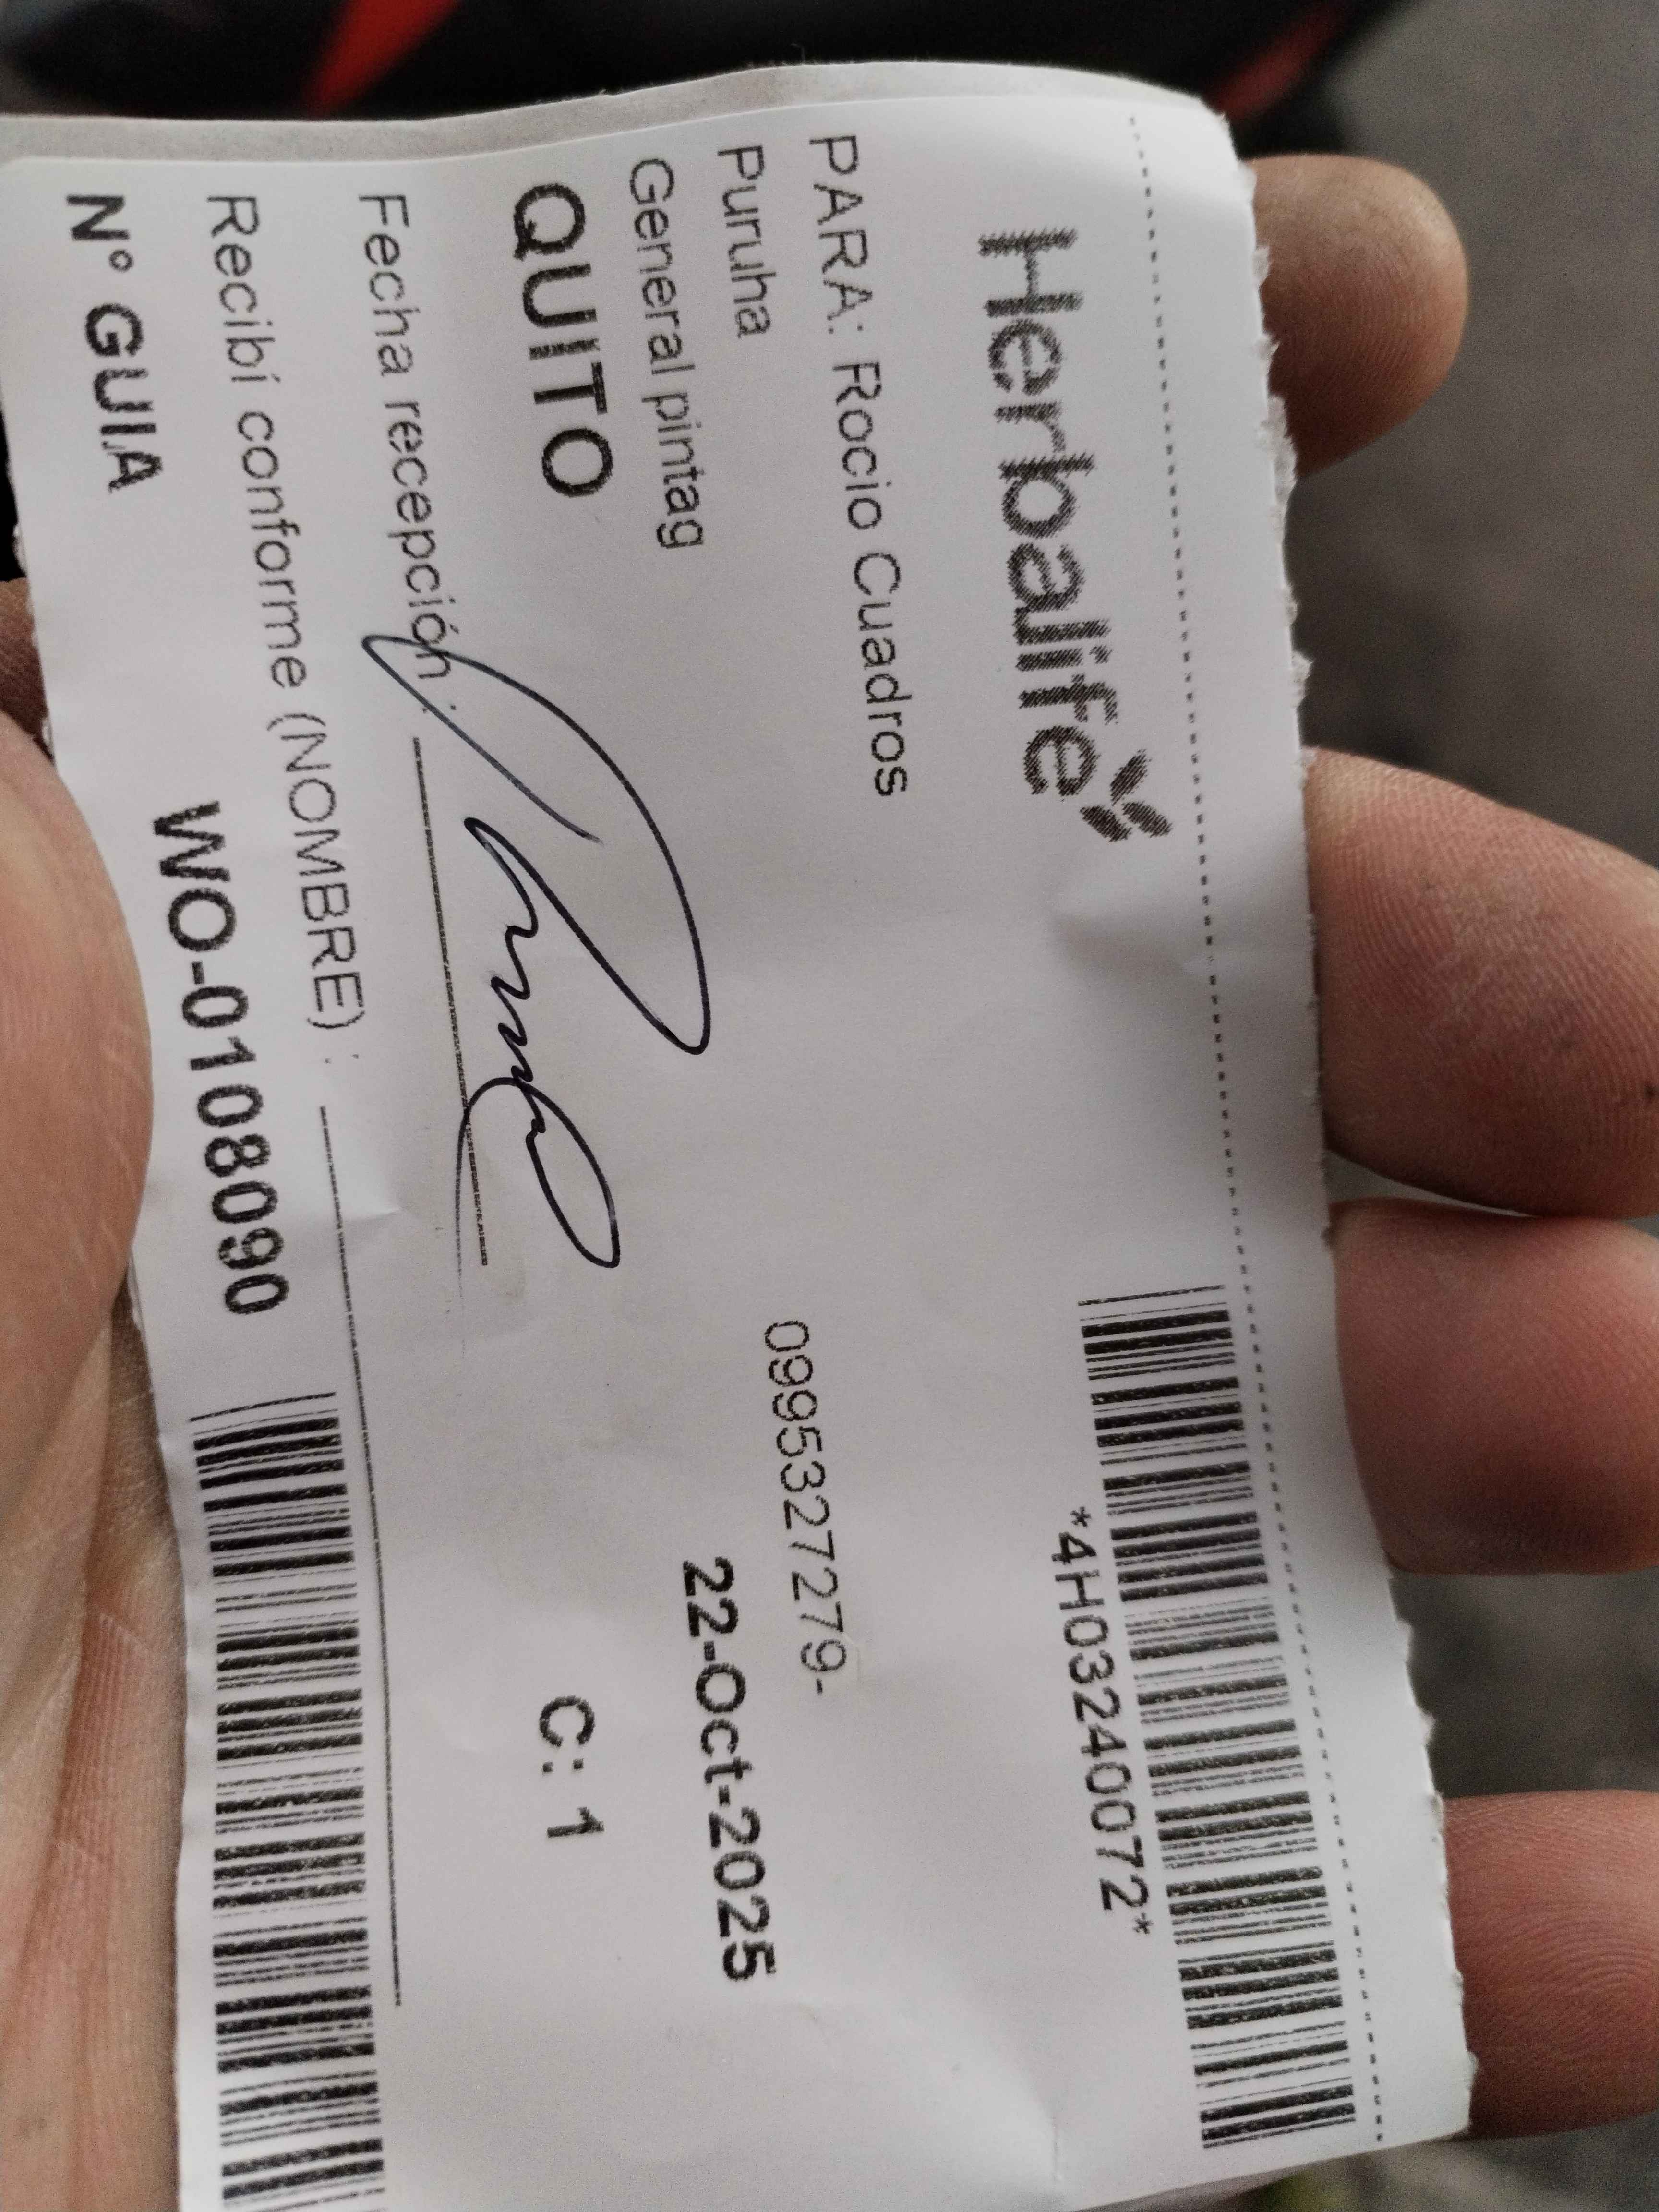 Herbalife
*4H03240072*
PARA: Rocio Cuadros
Puruha
0995327279-
General pintag
22-Oct-2025
QUITO
C: 1
Fecha recepción :
Recibí conforme (NOMBRE) :
N° GUIA WO-0108090